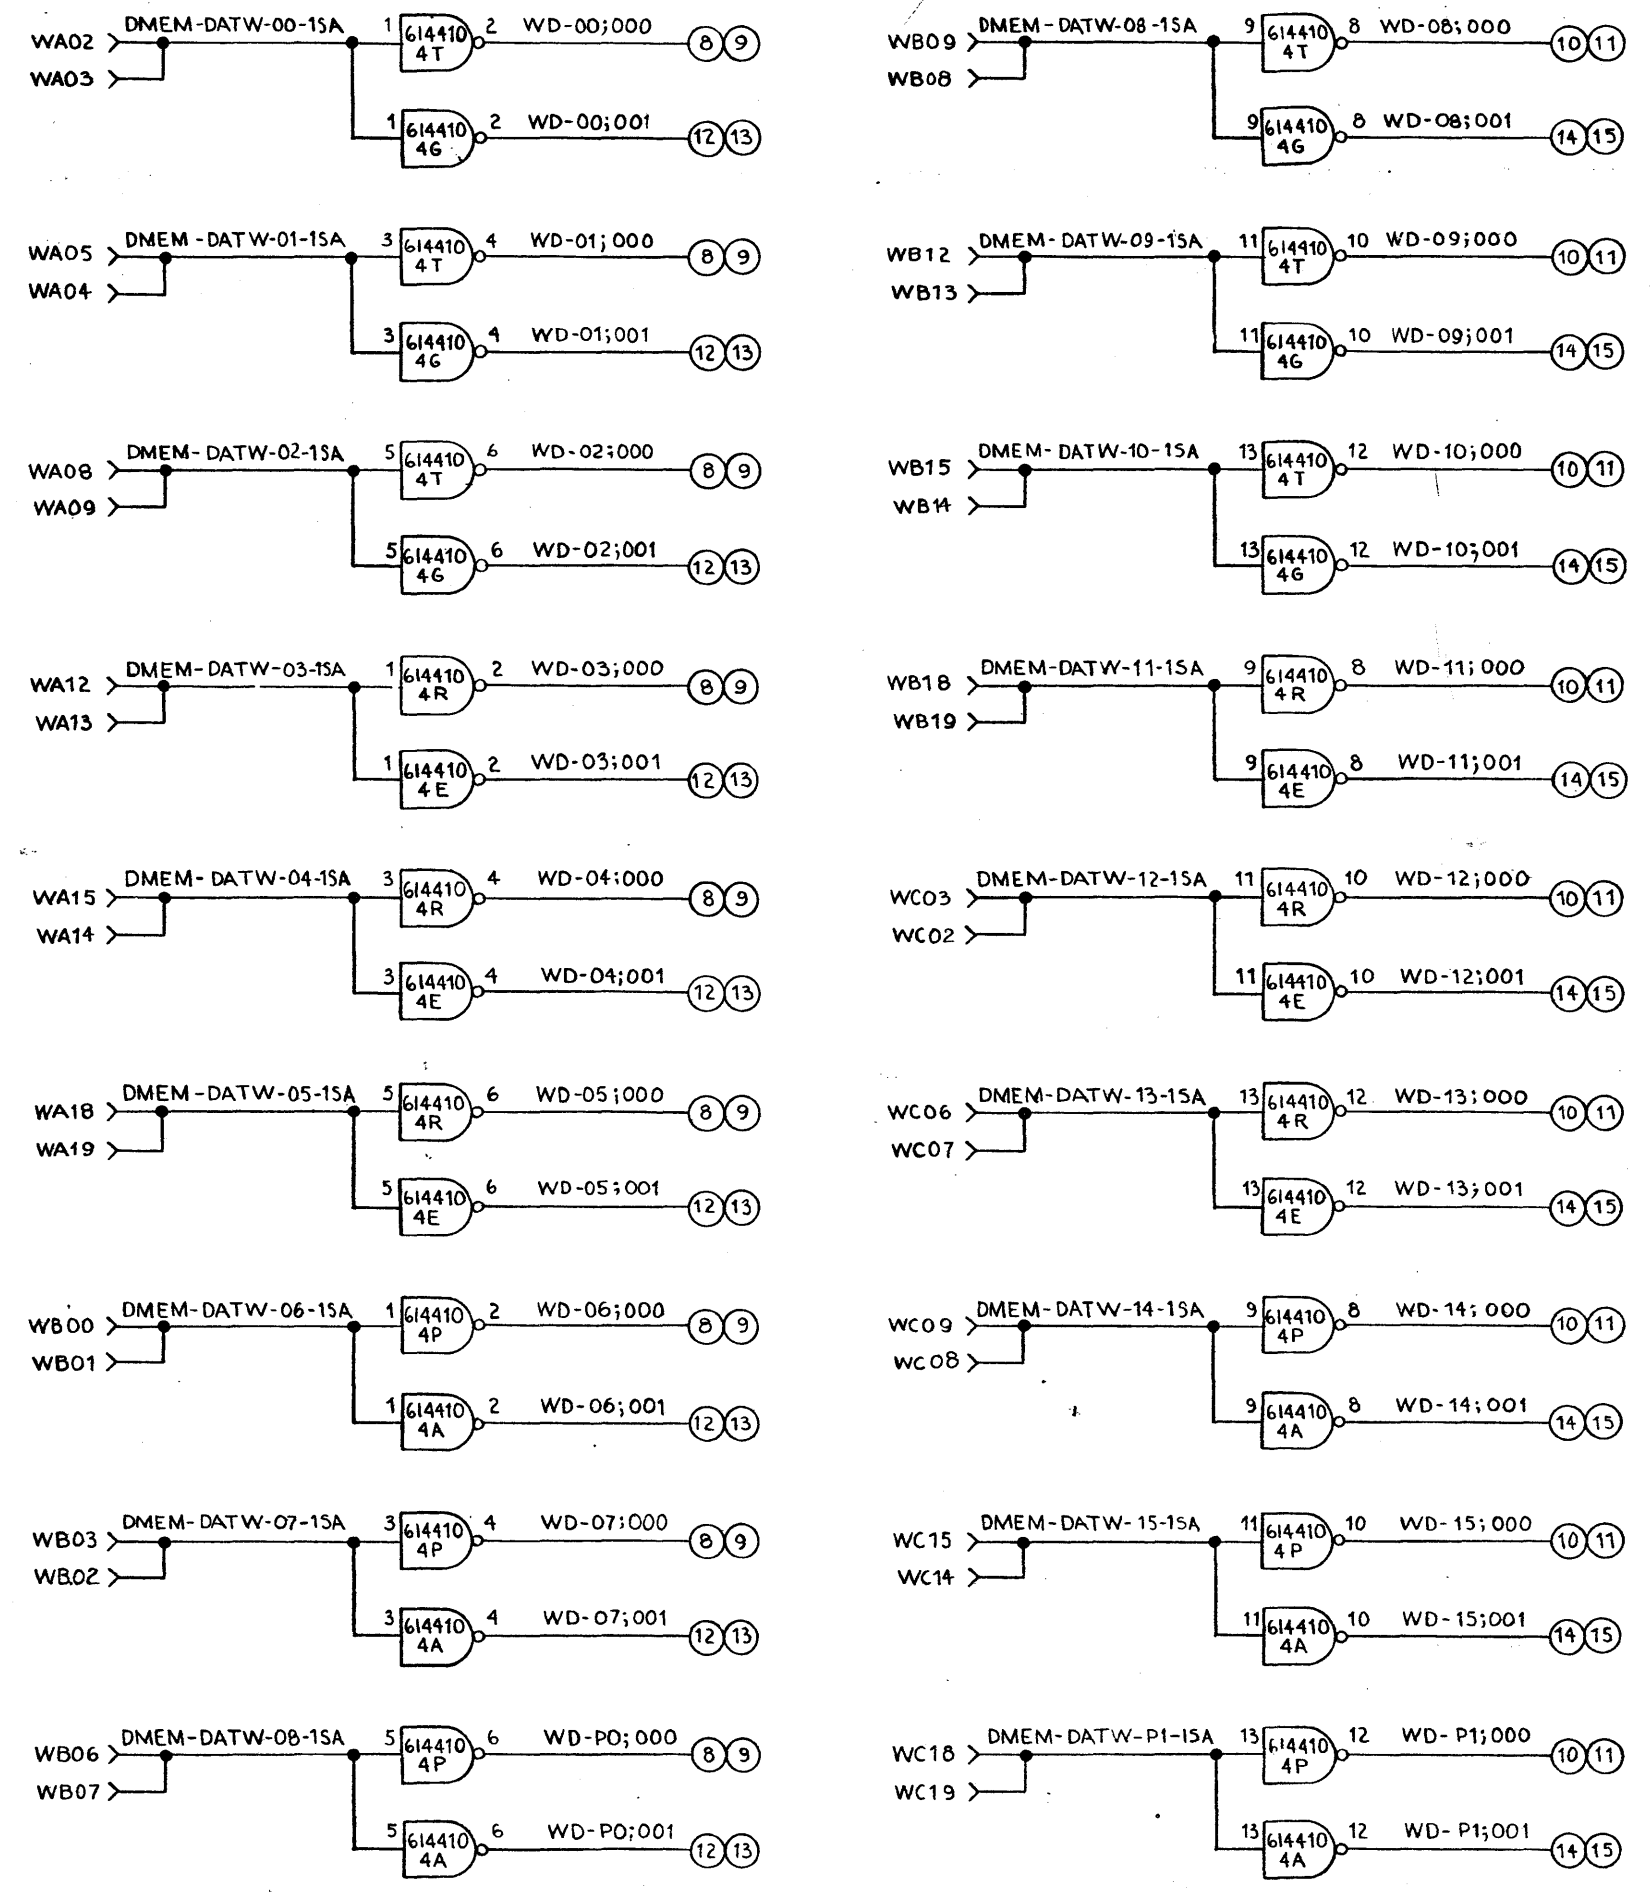 WA02 DMEM-DATW-00-1SA 1 614410 4T 2 WD-00;000 8 9
WA03
1 614410 4G 2 WD-00;001 12 13
WA05 DMEM-DATW-01-1SA 3 614410 4T 4 WD-01;000 8 9
WA04
3 614410 4G 4 WD-01;001 12 13
WA08 DMEM-DATW-02-1SA 5 614410 4T 6 WD-02;000 8 9
WA09
5 614410 4G 6 WD-02;001 12 13
WA12 DMEM-DATW-03-1SA 1 614410 4R 2 WD-03;000 8 9
WA13
1 614410 4E 2 WD-03;001 12 13
WA15 DMEM-DATW-04-1SA 3 614410 4R 4 WD-04;000 8 9
WA14
3 614410 4E 4 WD-04;001 12 13
WA18 DMEM-DATW-05-1SA 5 614410 4R 6 WD-05;000 8 9
WA19
5 614410 4E 6 WD-05;001 12 13
WB00 DMEM-DATW-06-1SA 1 614410 4P 2 WD-06;000 8 9
WB01
1 614410 4A 2 WD-06;001 12 13
WB03 DMEM-DATW-07-1SA 3 614410 4P 4 WD-07;000 8 9
WB02
3 614410 4A 4 WD-07;001 12 13
WB06 DMEM-DATW-08-1SA 5 614410 4P 6 WD-P0;000 8 9
WB07
5 614410 4A 6 WD-P0;001 12 13
WB09 DMEM-DATW-08-1SA 9 614410 4T 8 WD-08;000 10 11
WB08
9 614410 4G 8 WD-08;001 14 15
WB12 DMEM-DATW-09-1SA 11 614410 4T 10 WD-09;000 10 11
WB13
11 614410 4G 10 WD-09;001 14 15
WB15 DMEM-DATW-10-1SA 13 614410 4T 12 WD-10;000 10 11
WB14
13 614410 4G 12 WD-10;001 14 15
WB18 DMEM-DATW-11-1SA 9 614410 4R 8 WD-11;000 10 11
WB19
9 614410 4E 8 WD-11;001 14 15
WC03 DMEM-DATW-12-1SA 11 614410 4R 10 WD-12;000 10 11
WC02
11 614410 4E 10 WD-12;001 14 15
WC06 DMEM-DATW-13-1SA 13 614410 4R 12 WD-13;000 10 11
WC07
13 614410 4E 12 WD-13;001 14 15
WC09 DMEM-DATW-14-1SA 9 614410 4P 8 WD-14;000 10 11
WC08
9 614410 4A 8 WD-14;001 14 15
WC15 DMEM-DATW-15-1SA 11 614410 4P 10 WD-15;000 10 11
WC14
11 614410 4A 10 WD-15;001 14 15
WC18 DMEM-DATW-P1-1SA 13 614410 4P 12 WD-P1;000 10 11
WC19
13 614410 4A 12 WD-P1;001 14 15